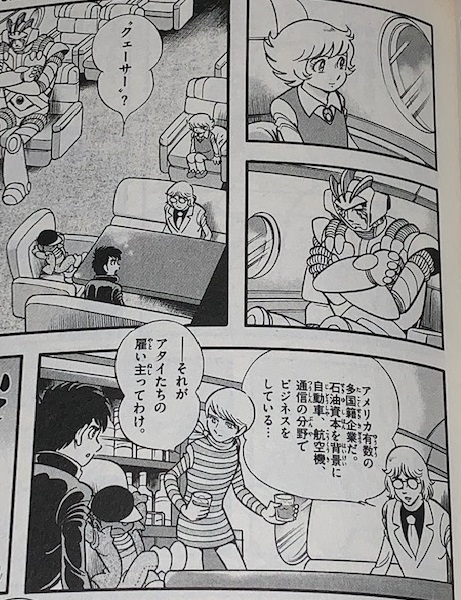 “クェーサー”？
アメリカ有数の
多国籍企業だ。
石油資本を背景に
自動車、航空機、
通信の分野で
ビジネスを
している…
──それが
アタイたちの
雇い主ってわけ。